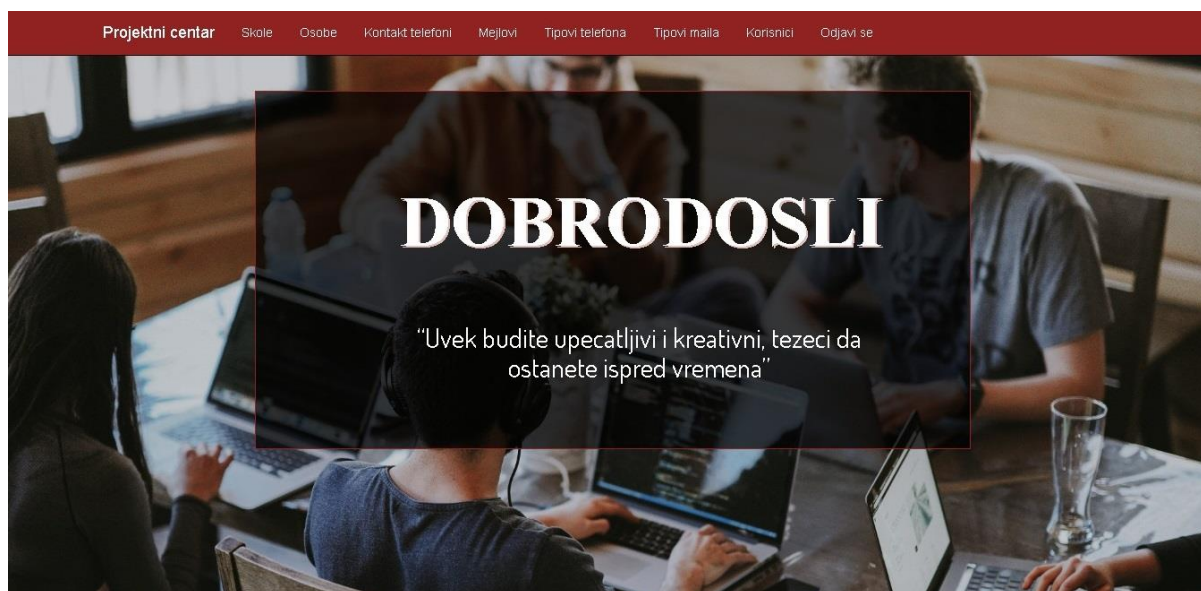 Projektni centar Skole Osobe Kontakt telefoni Mejlovi Tipovi telefona Tipovi maila Korisnici Odjavi se
DOBRODOSLI
“Uvek budite upecatljivi i kreativni, tezeci da
ostanete ispred vremena”